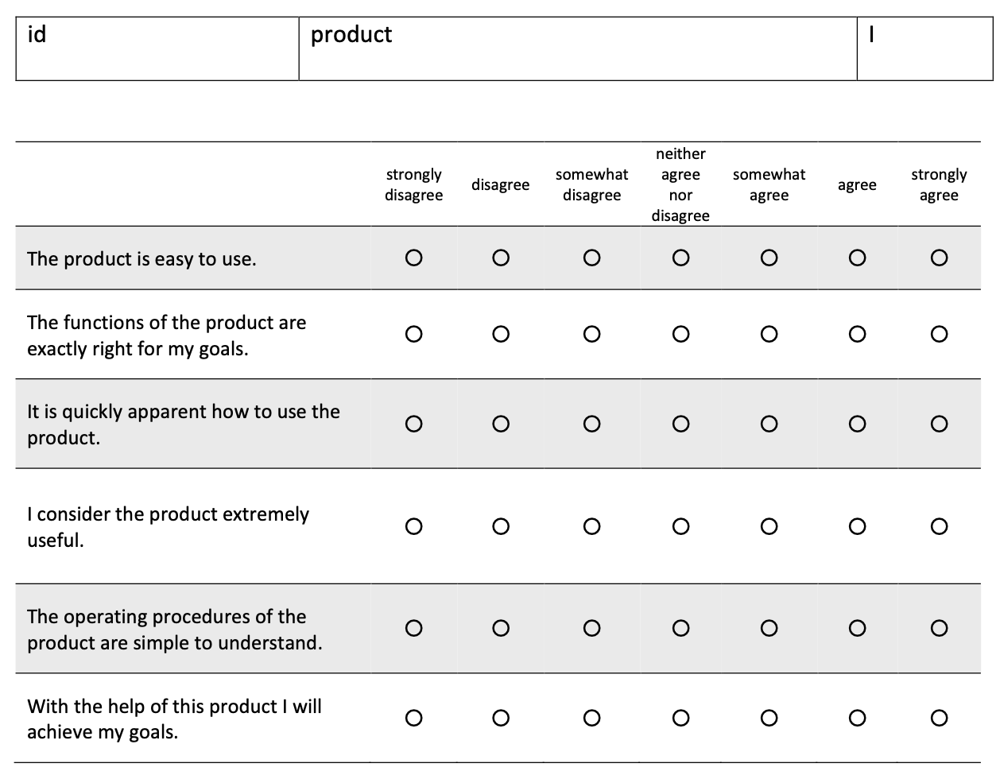 id
product
I
strongly
disagree
disagree
somewhat
disagree
neither
agree
nor
disagree
somewhat
agree
agree
strongly
agree
The product is easy to use.
The functions of the product are
exactly right for my goals.
It is quickly apparent how to use the
product.
I consider the product extremely
useful.
The operating procedures of the
product are simple to understand.
With the help of this product I will
achieve my goals.